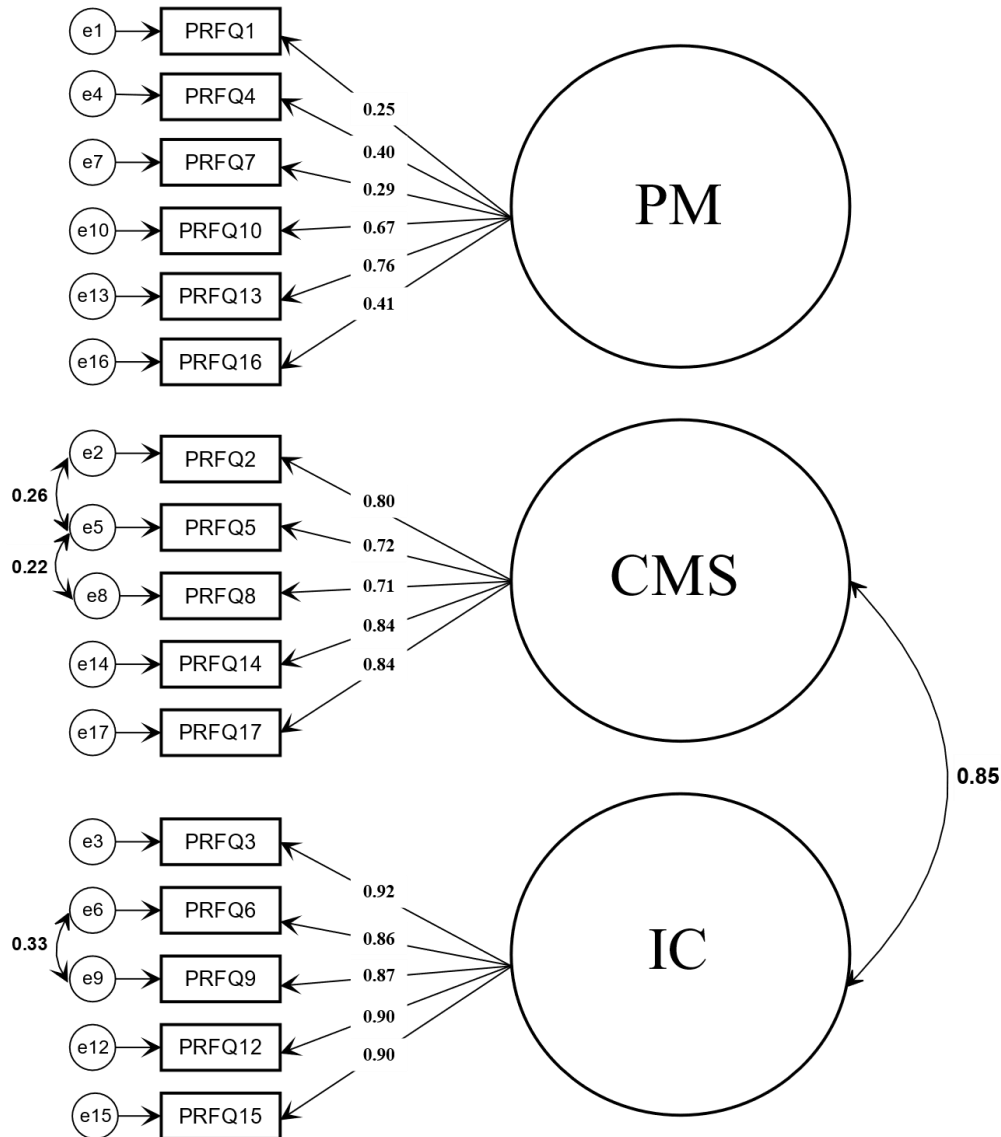 e1 PRFQ1
0.25
e4 PRFQ4
0.40
e7 PRFQ7
0.29
PM
e10 PRFQ10
0.67
e13 PRFQ13
0.76
e16 PRFQ16
0.41
e2 PRFQ2
0.80
0.26
e5 PRFQ5
0.72
0.22
e8 PRFQ8
0.71
CMS
e14 PRFQ14
0.84
e17 PRFQ17
0.84
0.85
e3 PRFQ3
0.92
e6 PRFQ6
0.86
0.33
e9 PRFQ9
0.87
IC
e12 PRFQ12
0.90
e15 PRFQ15
0.90